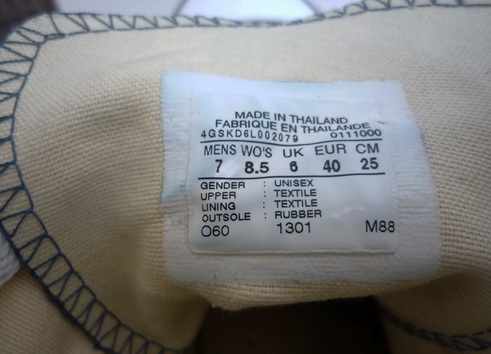 MADE IN THAILAND
FABRIQUE EN THAILANDE
4GSKD6L002079 0111000
MENS WO'S UK EUR CM
7 8.5 6 40 25
GENDER : UNISEX
UPPER : TEXTILE
LINING : TEXTILE
OUTSOLE : RUBBER
O60 1301 M88